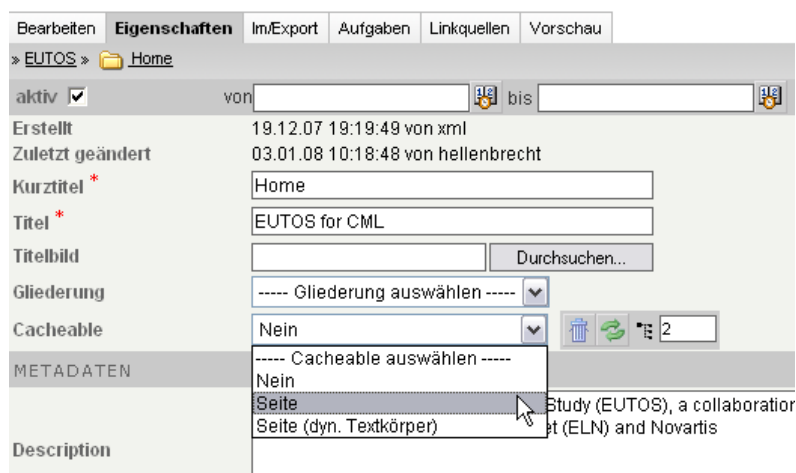 Bearbeiten Eigenschaften Im/Export Aufgaben Linkquellen Vorschau
» EUTOS » Home
aktiv von bis
Erstellt 19.12.07 19:19:49 von xml
Zuletzt geändert 03.01.08 10:18:48 von hellenbrecht
Kurztitel * Home
Titel * EUTOS for CML
Titelbild Durchsuchen...
Gliederung ----- Gliederung auswählen -----
Cacheable Nein 2
----- Cacheable auswählen -----
METADATEN
Nein
Seite Study (EUTOS), a collaboration
Seite (dyn. Textkörper) et (ELN) and Novartis
Description